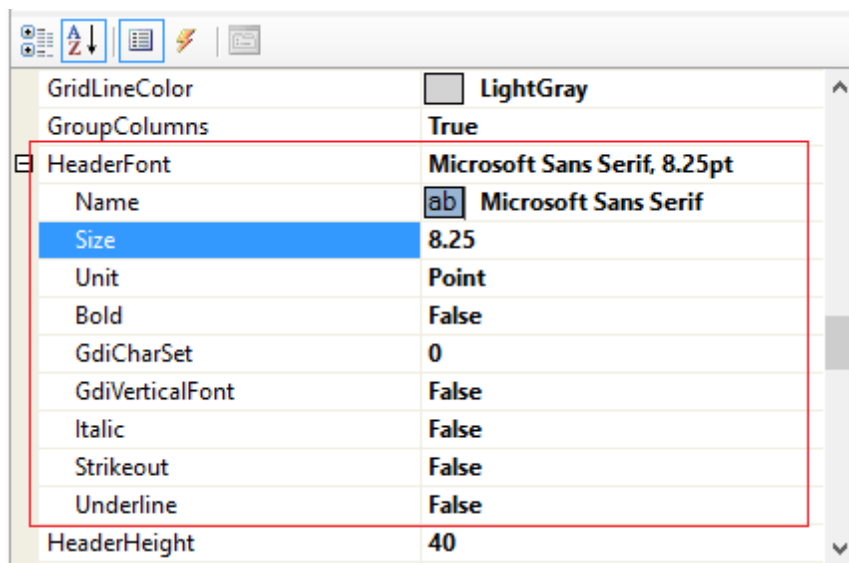 A
Z
GridLineColor LightGray
GroupColumns True
HeaderFont Microsoft Sans Serif, 8.25pt
Name ab Microsoft Sans Serif
Size 8.25
Unit Point
Bold False
GdiCharSet 0
GdiVerticalFont False
Italic False
Strikeout False
Underline False
HeaderHeight 40